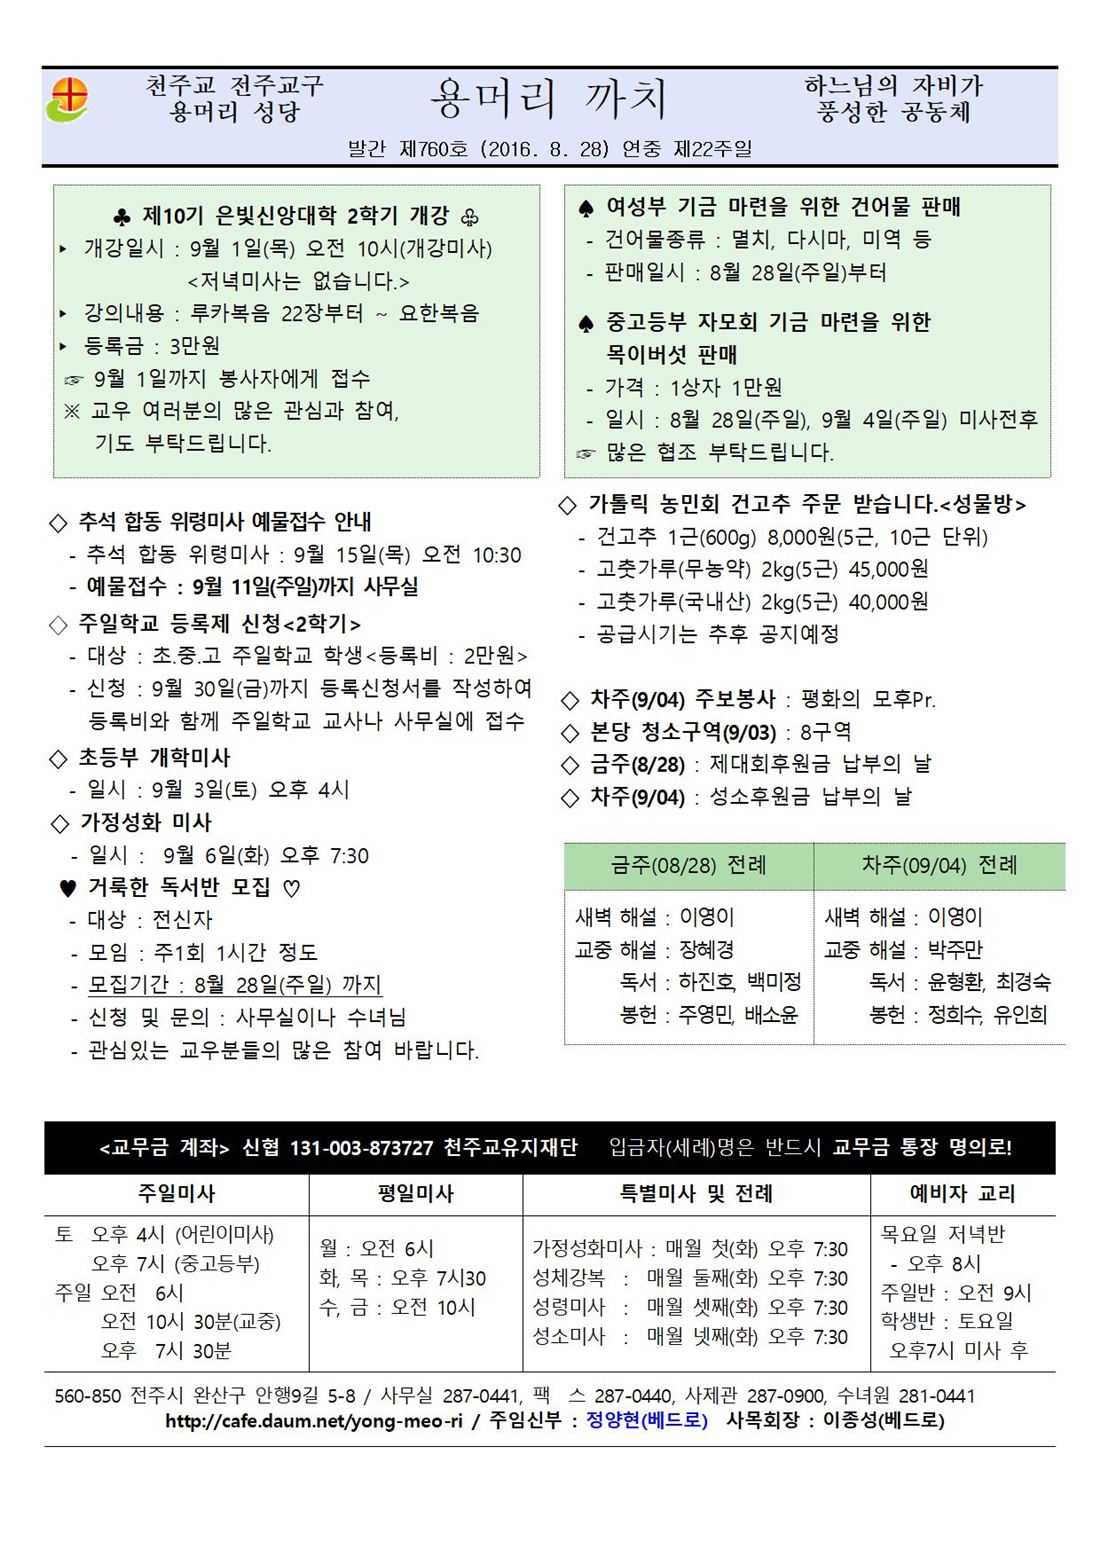 천주교 전주교구
용머리 성당
용머리 까치
하느님의 자비가
풍성한 공동체
발간 제760호 (2016. 8. 28) 연중 제22주일
♣ 제10기 은빛신앙대학 2학기 개강 ♧
▶ 개강일시 : 9월 1일(목) 오전 10시(개강미사)
<저녁미사는 없습니다.>
▶ 강의내용 : 루카복음 22장부터 ~ 요한복음
▶ 등록금 : 3만원
☞ 9월 1일까지 봉사자에게 접수
※ 교우 여러분의 많은 관심과 참여,
기도 부탁드립니다.
◇ 추석 합동 위령미사 예물접수 안내
- 추석 합동 위령미사 : 9월 15일(목) 오전 10:30
- 예물접수 : 9월 11일(주일)까지 사무실
◇ 주일학교 등록제 신청<2학기>
- 대상 : 초.중.고 주일학교 학생<등록비 : 2만원>
- 신청 : 9월 30일(금)까지 등록신청서를 작성하여
등록비와 함께 주일학교 교사나 사무실에 접수
◇ 초등부 개학미사
- 일시 : 9월 3일(토) 오후 4시
◇ 가정성화 미사
- 일시 : 9월 6일(화) 오후 7:30
♥ 거룩한 독서반 모집 ♡
- 대상 : 전신자
- 모임 : 주1회 1시간 정도
- 모집기간 : 8월 28일(주일) 까지
- 신청 및 문의 : 사무실이나 수녀님
- 관심있는 교우분들의 많은 참여 바랍니다.
♠ 여성부 기금 마련을 위한 건어물 판매
- 건어물종류 : 멸치, 다시마, 미역 등
- 판매일시 : 8월 28일(주일)부터
♠ 중고등부 자모회 기금 마련을 위한
목이버섯 판매
- 가격 : 1상자 1만원
- 일시 : 8월 28일(주일), 9월 4일(주일) 미사전후
☞ 많은 협조 부탁드립니다.
◇ 가톨릭 농민회 건고추 주문 받습니다.<성물방>
- 건고추 1근(600g) 8,000원(5근, 10근 단위)
- 고춧가루(무농약) 2kg(5근) 45,000원
- 고춧가루(국내산) 2kg(5근) 40,000원
- 공급시기는 추후 공지예정
◇ 차주(9/04) 주보봉사 : 평화의 모후Pr.
◇ 본당 청소구역(9/03) : 8구역
◇ 금주(8/28) : 제대회후원금 납부의 날
◇ 차주(9/04) : 성소후원금 납부의 날
금주(08/28) 전례
새벽 해설 : 이영이
교중 해설 : 장혜경
독서 : 하진호, 백미정
봉헌 : 주영민, 배소윤
차주(09/04) 전례
새벽 해설 : 이영이
교중 해설 : 박주만
독서 : 윤형환, 최경숙
봉헌 : 정희수, 유인희
<교무금 계좌> 신협 131-003-873727 천주교유지재단 입금자(세례)명은 반드시 교무금 통장 명의로!
주일미사
토 오후 4시 (어린이미사)
오후 7시 (중고등부)
주일 오전 6시
오전 10시 30분(교중)
오후 7시 30분
평일미사
월 : 오전 6시
화, 목 : 오후 7시30
수, 금 : 오전 10시
특별미사 및 전례
가정성화미사 : 매월 첫(화) 오후 7:30
성체강복 : 매월 둘째(화) 오후 7:30
성령미사 : 매월 셋째(화) 오후 7:30
성소미사 : 매월 넷째(화) 오후 7:30
예비자 교리
목요일 저녁반
- 오후 8시
주일반 : 오전 9시
학생반 : 토요일
오후7시 미사 후
560-850 전주시 완산구 안행9길 5-8 / 사무실 287-0441, 팩 스 287-0440, 사제관 287-0900, 수녀원 281-0441
http://cafe.daum.net/yong-meo-ri / 주임신부 : 정양현(베드로) 사목회장 : 이종성(베드로)